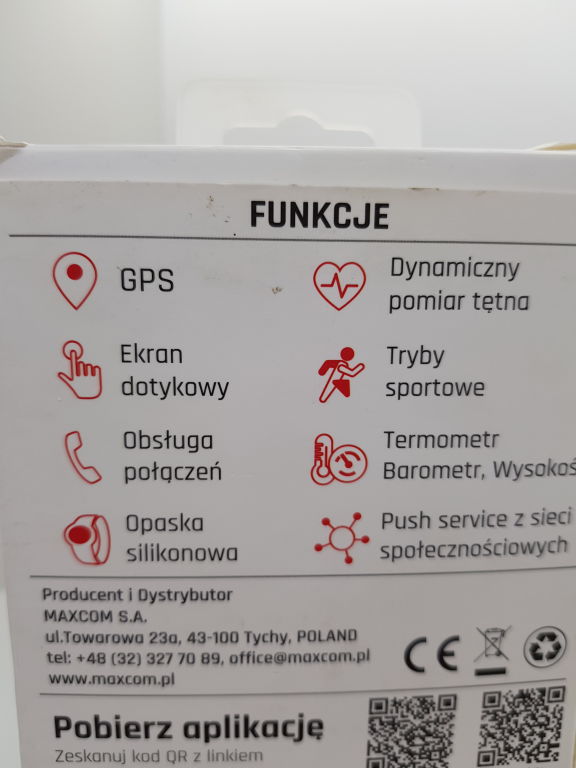 FUNKCJE
GPS
Dynamiczny
pomiar tętna
Ekran
dotykowy
Tryby
sportowe
Obsługa
połączeń
Termometr
Barometr, Wysokoś
Opaska
silikonowa
Push service z sieci
społecznościowych
Producent i Dystrybutor
MAXCOM S.A.
ul.Towarowa 23a, 43-100 Tychy, POLAND
tel: +48 (32) 327 70 89, office@maxcom.pl
www.maxcom.pl
CE
Pobierz aplikację
Zeskanuj kod QR z linkiem